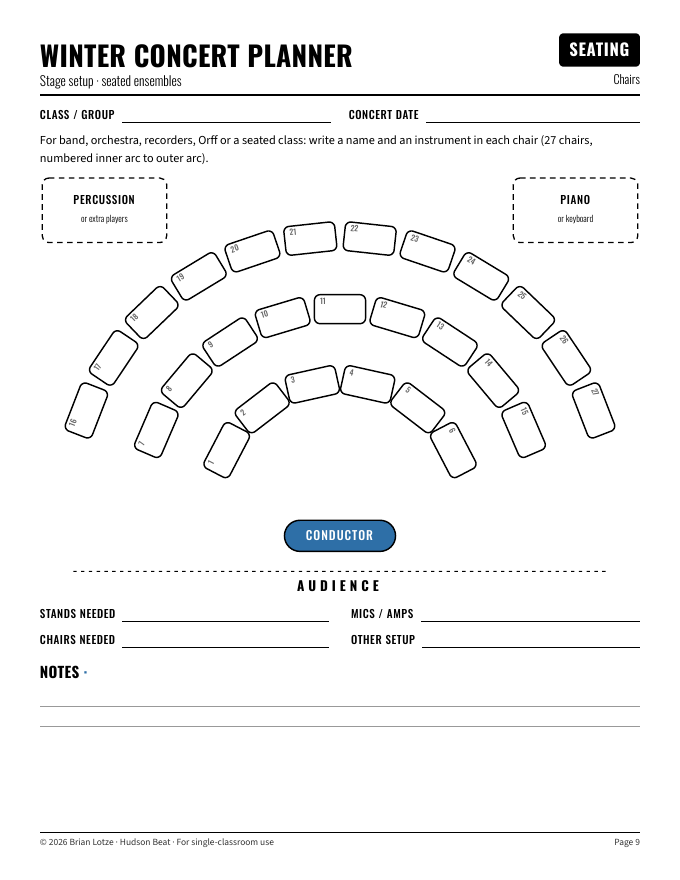 WINTER CONCERT PLANNER
SEATING
Stage setup · seated ensembles
Chairs
CLASS / GROUP
CONCERT DATE
For band, orchestra, recorders, Orff or a seated class: write a name and an instrument in each chair (27 chairs,
numbered inner arc to outer arc).
PERCUSSION
or extra players
PIANO
or keyboard
1
2
3
4
5
6
7
8
9
10
11
12
13
14
15
16
17
18
19
20
21
22
23
24
25
26
27
CONDUCTOR
AUDIENCE
STANDS NEEDED
MICS / AMPS
CHAIRS NEEDED
OTHER SETUP
NOTES ·
© 2026 Brian Lotze · Hudson Beat · For single-classroom use
Page 9